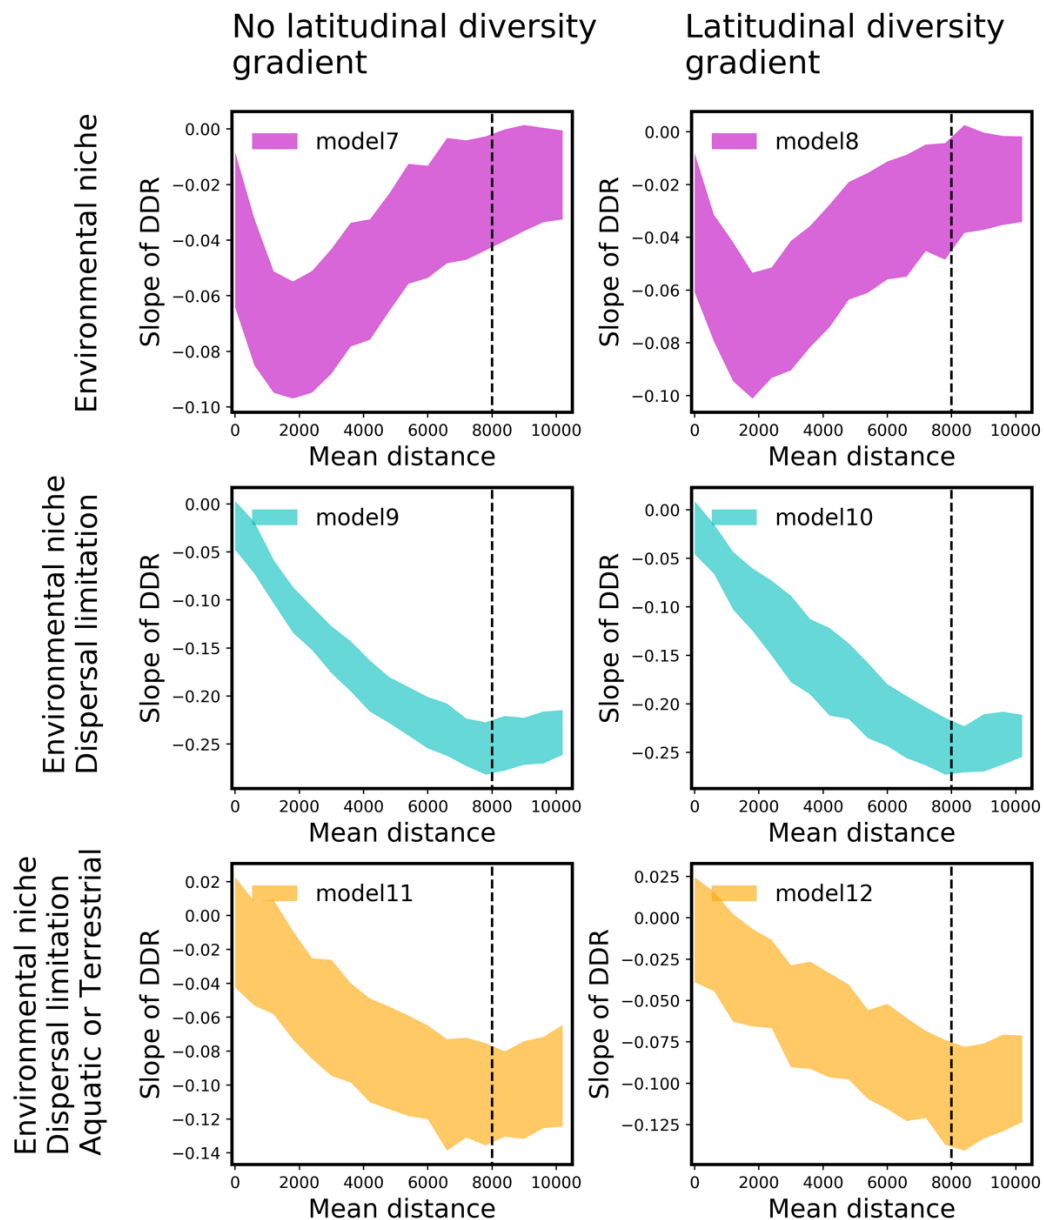 No latitudinal diversity
gradient
Latitudinal diversity
gradient
Environmental niche
0.00
−0.02
−0.04
−0.06
−0.08
−0.10
Slope of DDR
model7
0 2000 4000 6000 8000 10000
Mean distance
0.00
−0.02
−0.04
−0.06
−0.08
−0.10
Slope of DDR
model8
0 2000 4000 6000 8000 10000
Mean distance
Environmental niche
Dispersal limitation
0.00
−0.05
−0.10
−0.15
−0.20
−0.25
Slope of DDR
model9
0 2000 4000 6000 8000 10000
Mean distance
0.00
−0.05
−0.10
−0.15
−0.20
−0.25
Slope of DDR
model10
0 2000 4000 6000 8000 10000
Mean distance
Environmental niche
Dispersal limitation
Aquatic or Terrestrial
0.02
0.00
−0.02
−0.04
−0.06
−0.08
−0.10
−0.12
−0.14
Slope of DDR
model11
0 2000 4000 6000 8000 10000
Mean distance
0.025
0.000
−0.025
−0.050
−0.075
−0.100
−0.125
Slope of DDR
model12
0 2000 4000 6000 8000 10000
Mean distance